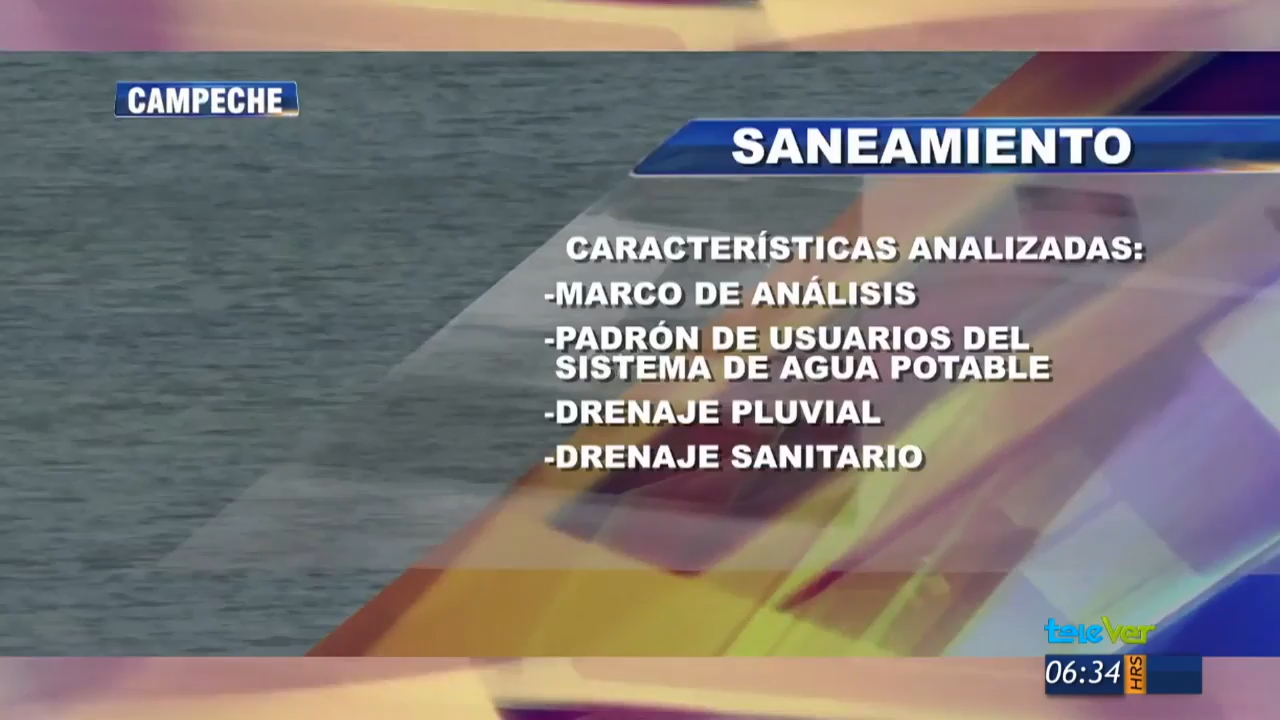 CAMPECHE
SANEAMIENTO
CARACTERÍSTICAS ANALIZADAS:
-MARCO DE ANÁLISIS
-PADRÓN DE USUARIOS DEL
SISTEMA DE AGUA POTABLE
-DRENAJE PLUVIAL
-DRENAJE SANITARIO
teleVer
06:34 HRS